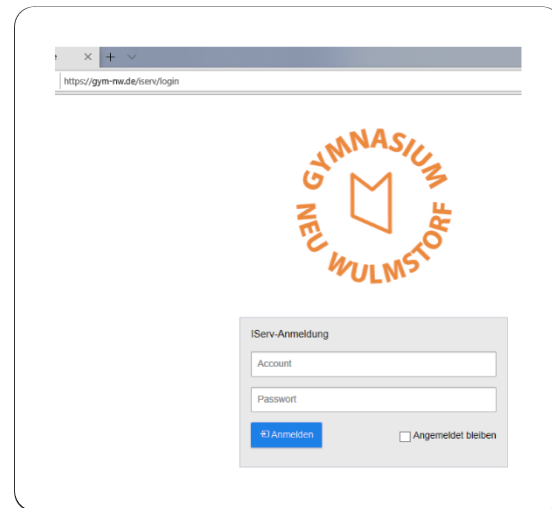 https://gym-nw.de/iserv/login
GYMNASIUM
NEU WULMSTORF
IServ-Anmeldung
Account
Passwort
Anmelden
Angemeldet bleiben